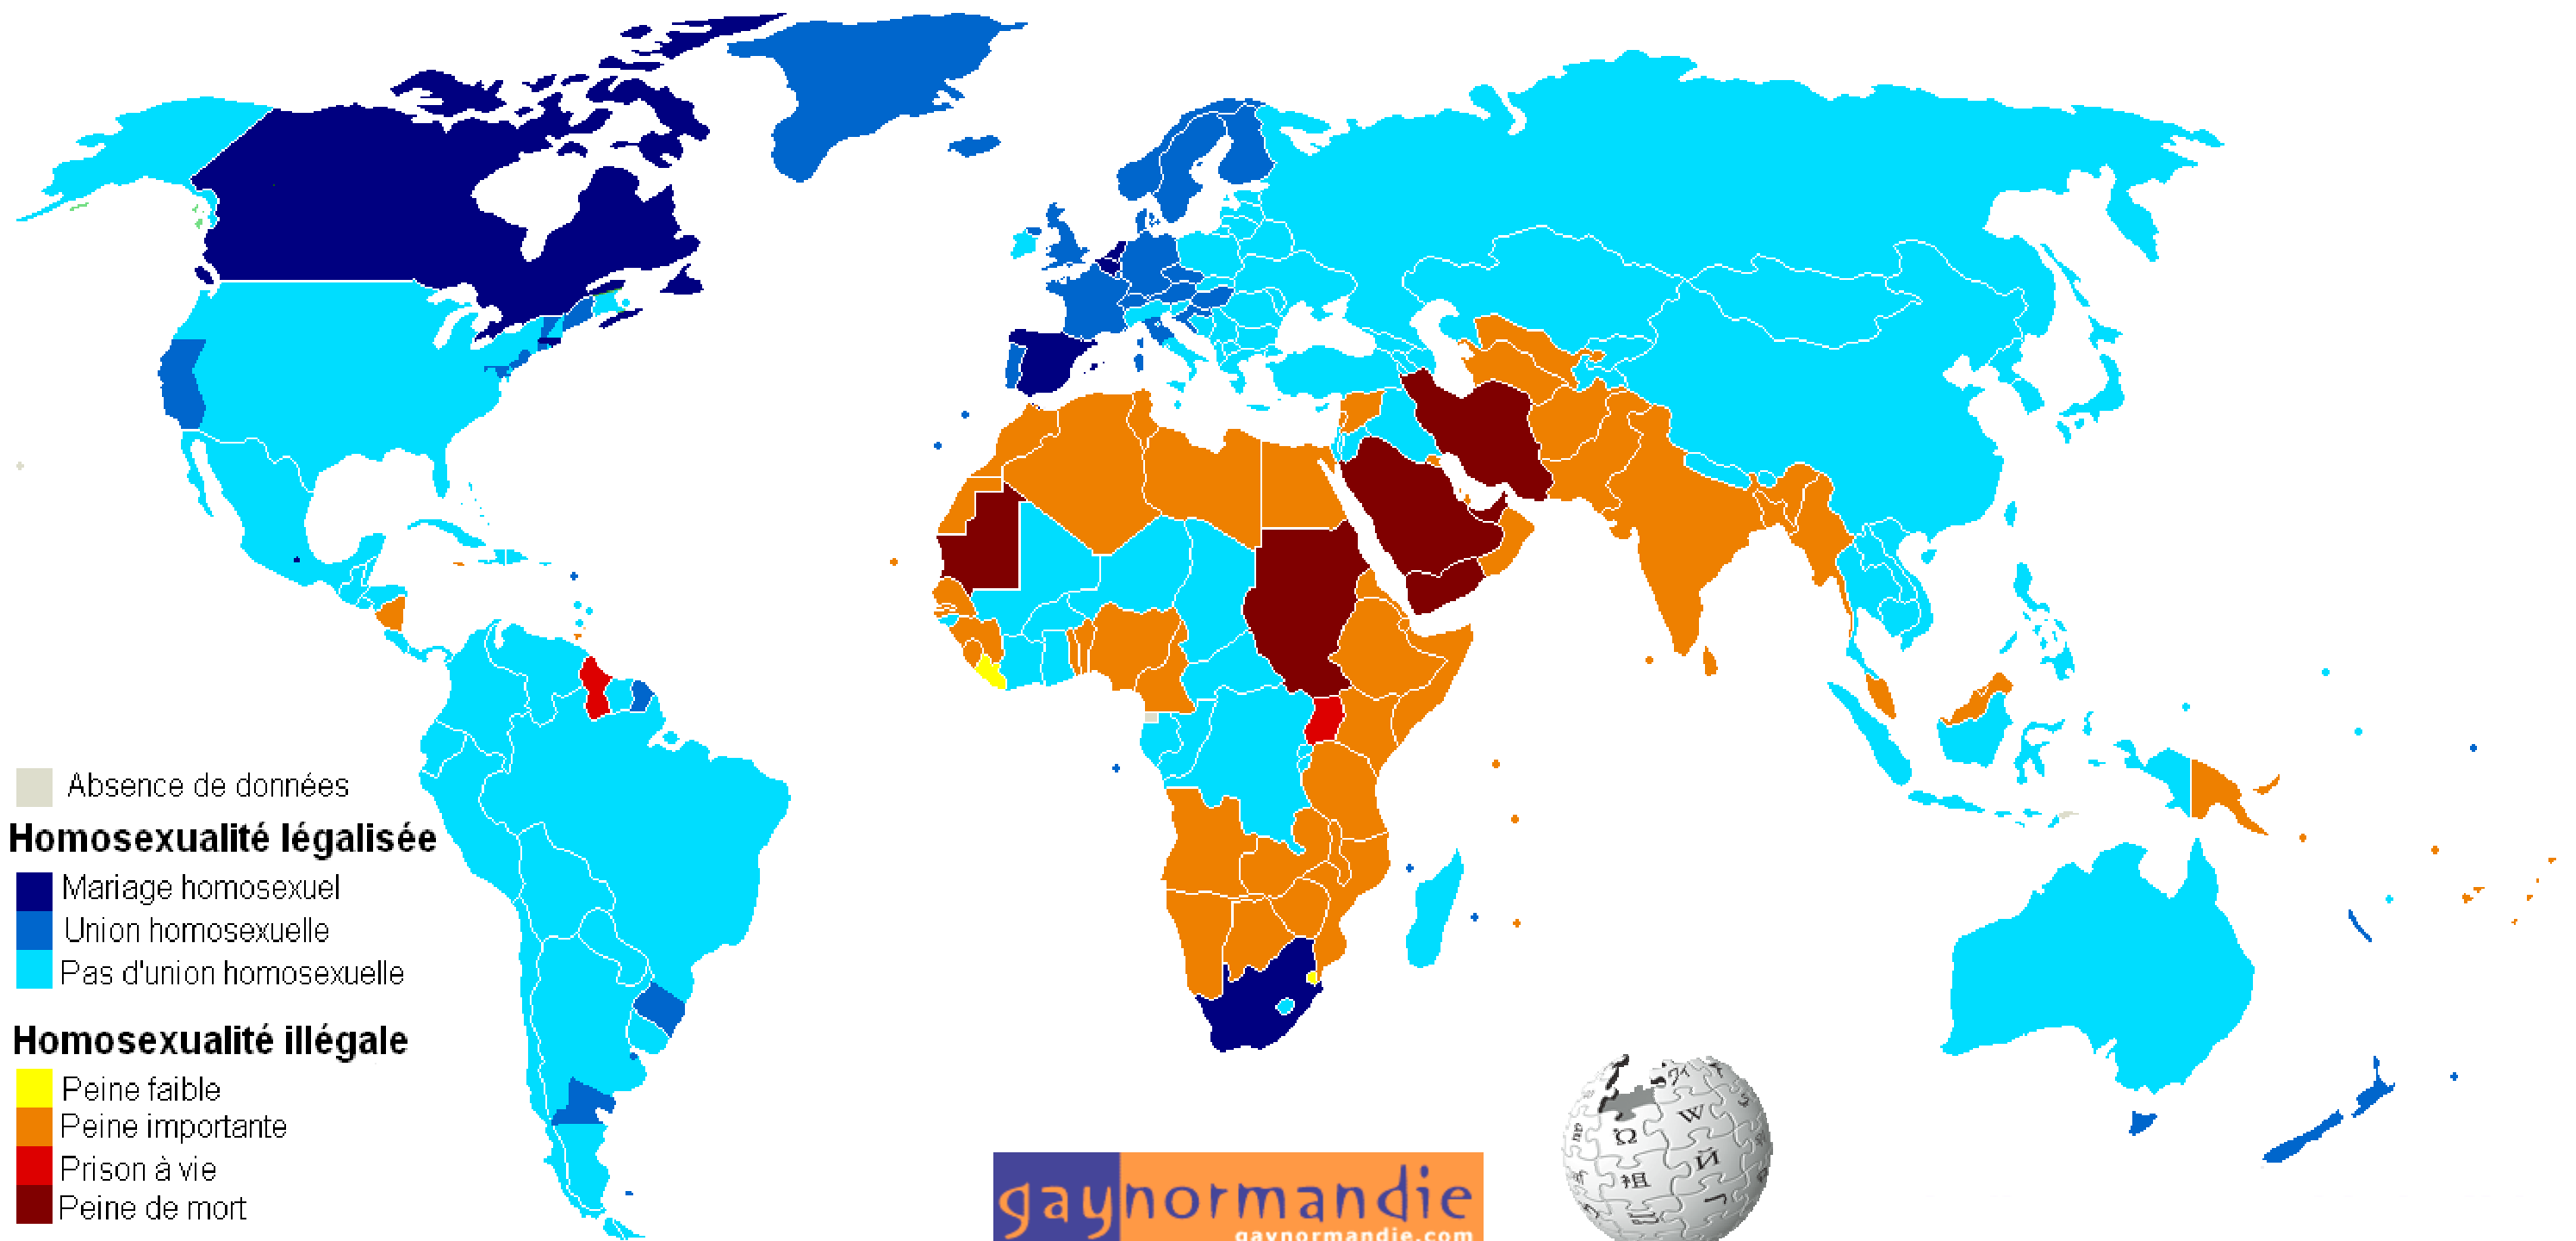 Absence de données
Homosexualité légalisée
Mariage homosexuel
Union homosexuelle
Pas d'union homosexuelle
Homosexualité illégale
Peine faible
Peine importante
Prison à vie
Peine de mort
gaynormandie
gaynormandie.com
Ω
W
И
祖